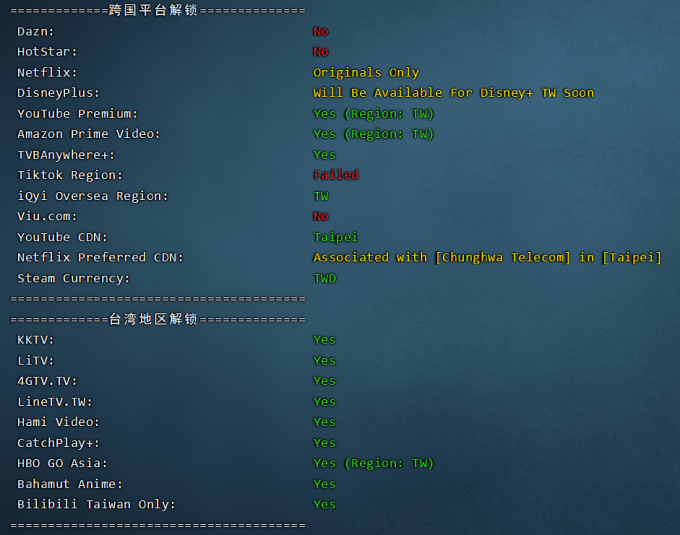 =============跨国平台解锁==============
Dazn: No
HotStar: No
Netflix: Originals Only
DisneyPlus: Will Be Available For Disney+ TW Soon
YouTube Premium: Yes (Region: TW)
Amazon Prime Video: Yes (Region: TW)
TVBAnywhere+: Yes
Tiktok Region: Failed
iQyi Oversea Region: TW
Viu.com: No
YouTube CDN: Taipei
Netflix Preferred CDN: Associated with [Chunghwa Telecom] in [Taipei]
Steam Currency: TWD
=======================================
=============台湾地区解锁==============
KKTV: Yes
LiTV: Yes
4GTV.TV: Yes
LineTV.TW: Yes
Hami Video: Yes
CatchPlay+: Yes
HBO GO Asia: Yes (Region: TW)
Bahamut Anime: Yes
Bilibili Taiwan Only: Yes
=======================================